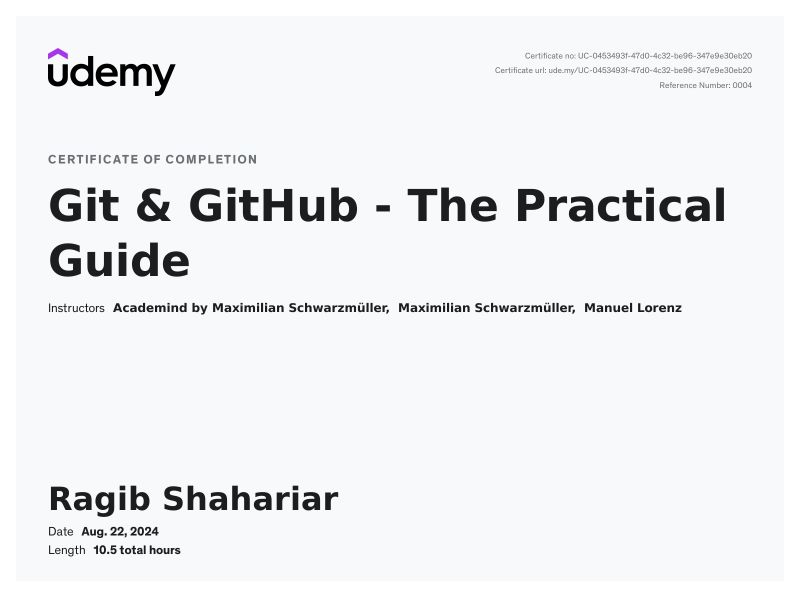 udemy
Certificate no: UC-0453493f-47d0-4c32-be96-347e9e30eb20
Certificate url: ude.my/UC-0453493f-47d0-4c32-be96-347e9e30eb20
Reference Number: 0004
CERTIFICATE OF COMPLETION
Git & GitHub - The Practical
Guide
Instructors Academind by Maximilian Schwarzmüller, Maximilian Schwarzmüller, Manuel Lorenz
Ragib Shahariar
Date Aug. 22, 2024
Length 10.5 total hours